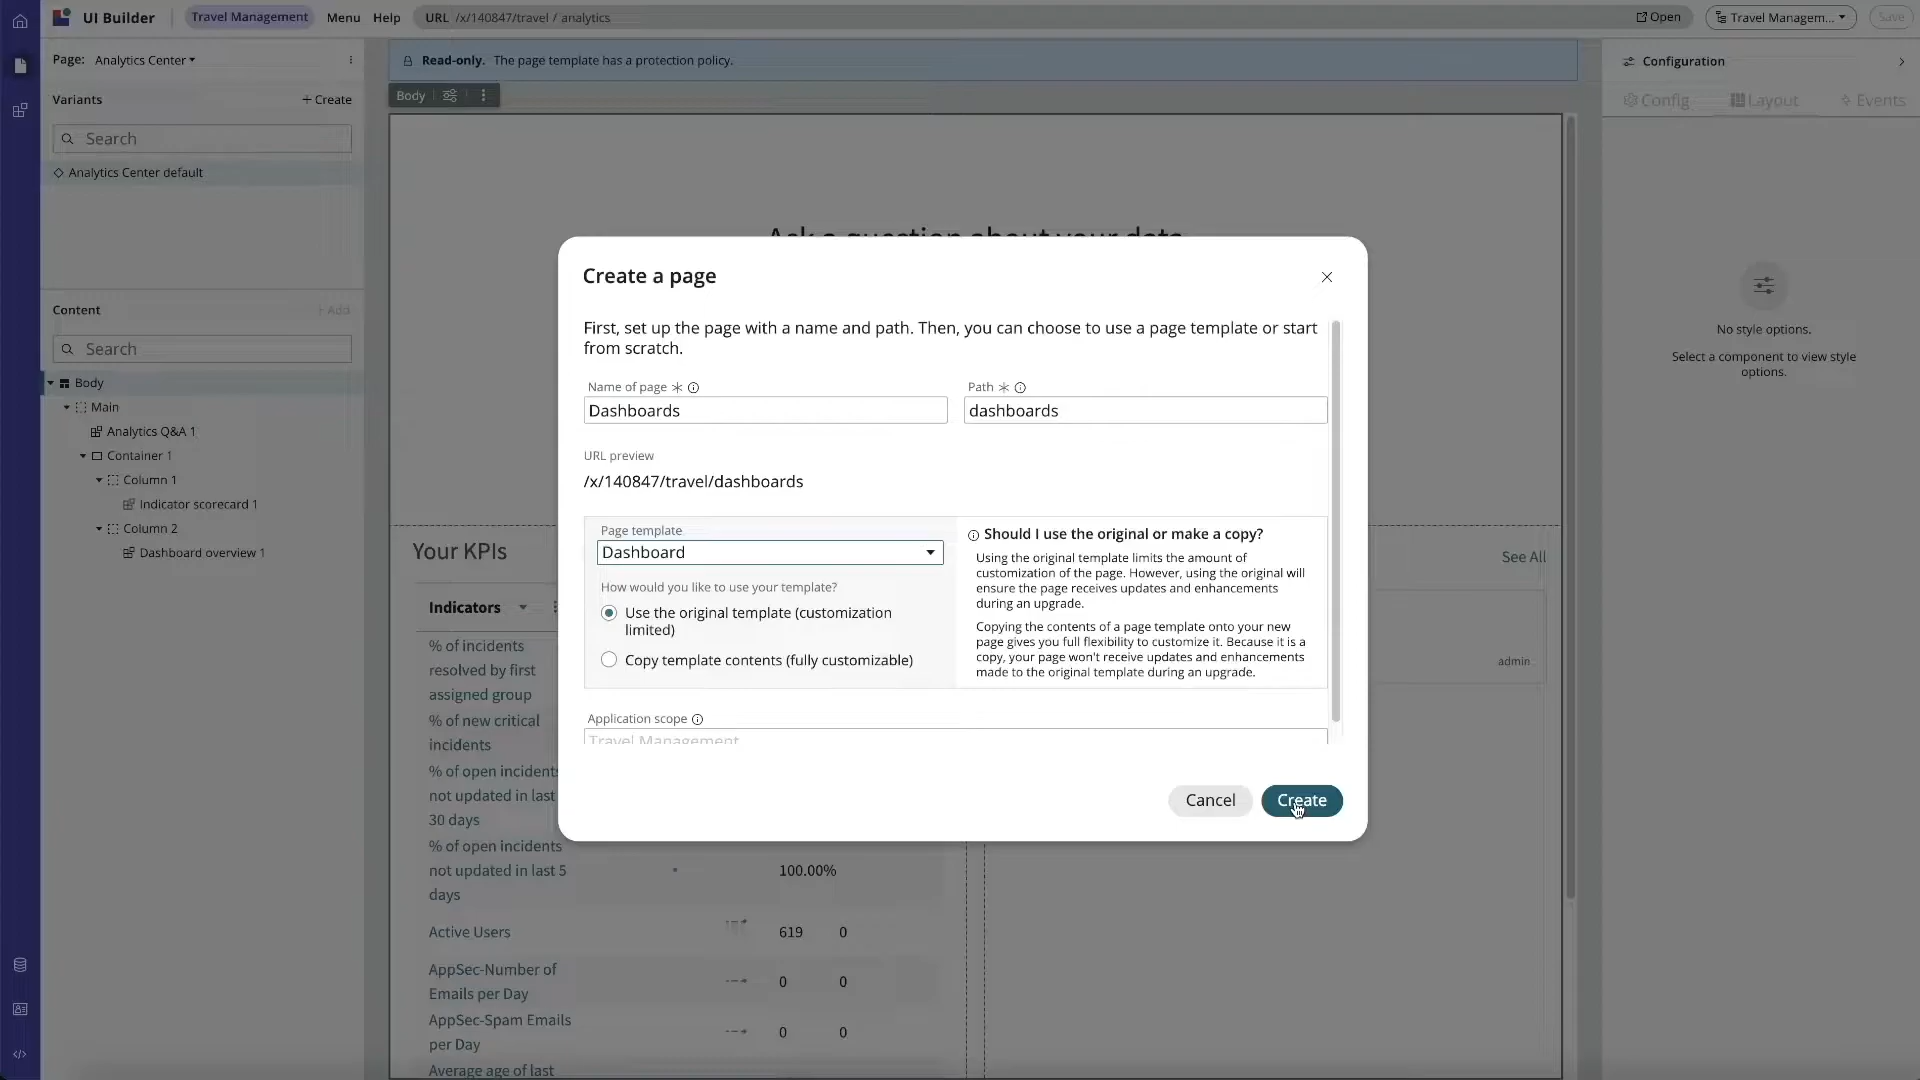 UI Builder
Travel Management
Menu
Help
URL /x/140847/travel / analytics
Open
Travel Managem...
Save
Page: Analytics Center
Variants
+ Create
Search
Analytics Center default
Content
+ Add
Search
Body
Main
Analytics Q&A 1
Container 1
Column 1
Indicator scorecard 1
Column 2
Dashboard overview 1
Read-only. The page template has a protection policy.
Body
Ask a question about your data
Configuration
Config
Layout
Events
No style options.
Select a component to view style
options.
Create a page
First, set up the page with a name and path. Then, you can choose to use a page template or start
from scratch.
Name of page *
Path *
Dashboards
dashboards
URL preview
/x/140847/travel/dashboards
Page template
Dashboard
How would you like to use your template?
Use the original template (customization
limited)
Copy template contents (fully customizable)
Should I use the original or make a copy?
Using the original template limits the amount of
customization of the page. However, using the original will
ensure the page receives updates and enhancements
during an upgrade.
Copying the contents of a page template onto your new
page gives you full flexibility to customize it. Because it is a
copy, your page won't receive updates and enhancements
made to the original template during an upgrade.
Application scope
Travel Management
Cancel
Create
Your KPIs
See All
Indicators
% of incidents
resolved by first
assigned group
% of new critical
incidents
% of open incidents
not updated in last
30 days
% of open incidents
not updated in last 5
days
100.00%
Active Users
619
0
AppSec-Number of
Emails per Day
0
0
AppSec-Spam Emails
per Day
0
0
Average age of last
admin